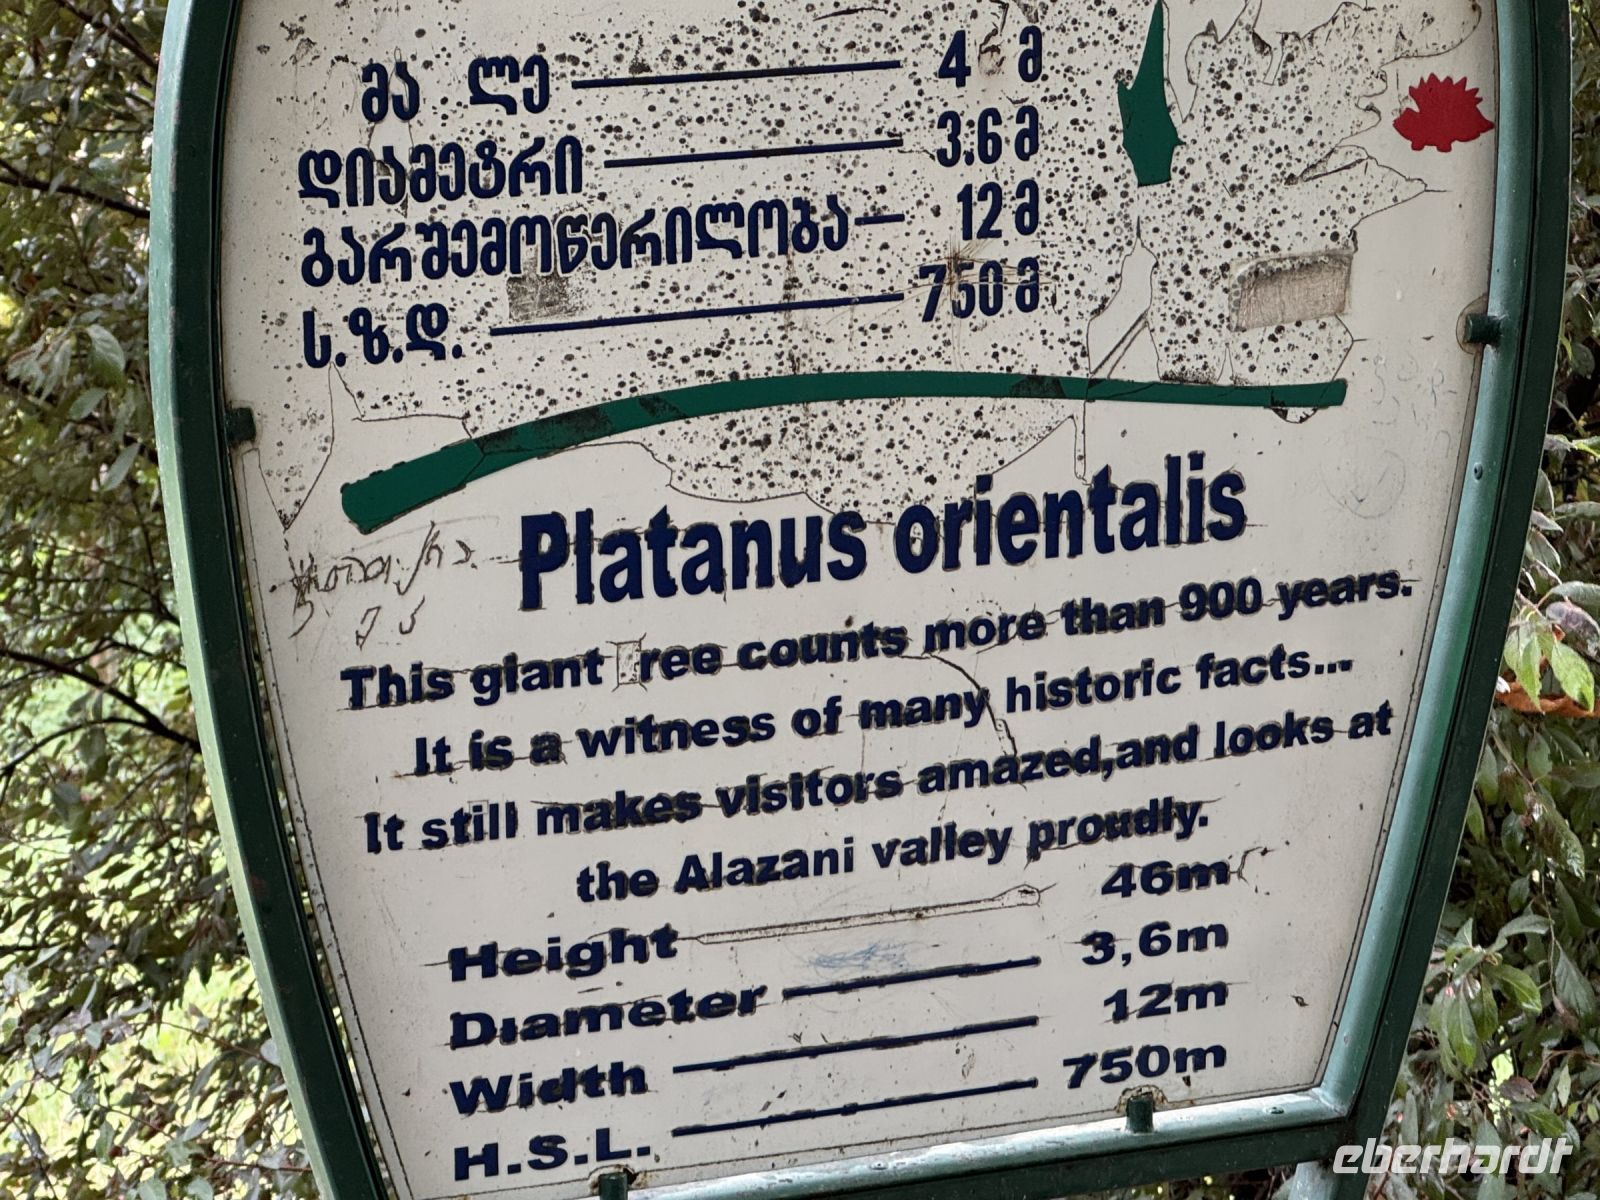 მა ლე 4 მ
დიამეტრი 3.6 მ
გარშემოწერილობა 12 მ
ს.ზ.დ. 750 მ
Platanus orientalis
This giant ree counts more than 900 years.
It is a witness of many historic facts...
It still makes visitors amazed,and looks at
the Alazani valley proudly.
Height 46m
Diameter 3,6m
Width 12m
H.S.L. 750m
eberhardt